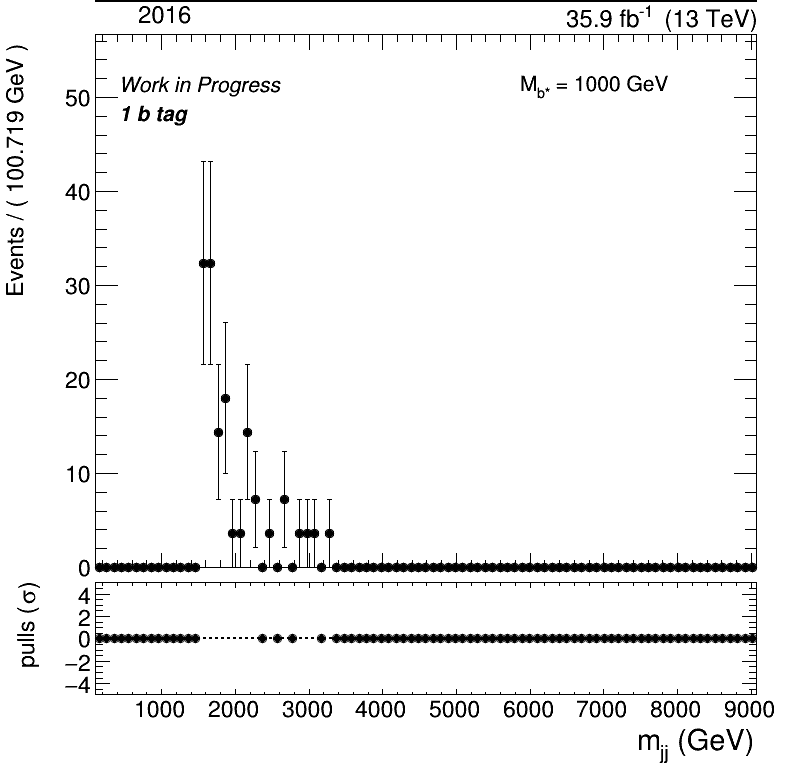 2016 35.9 fb⁻¹ (13 TeV)
Events / ( 100.719 GeV )
Work in Progress
1 b tag
M_b* = 1000 GeV
50
40
30
20
10
0
pulls (σ)
4
2
0
−2
−4
1000 2000 3000 4000 5000 6000 7000 8000 9000
m_jj (GeV)